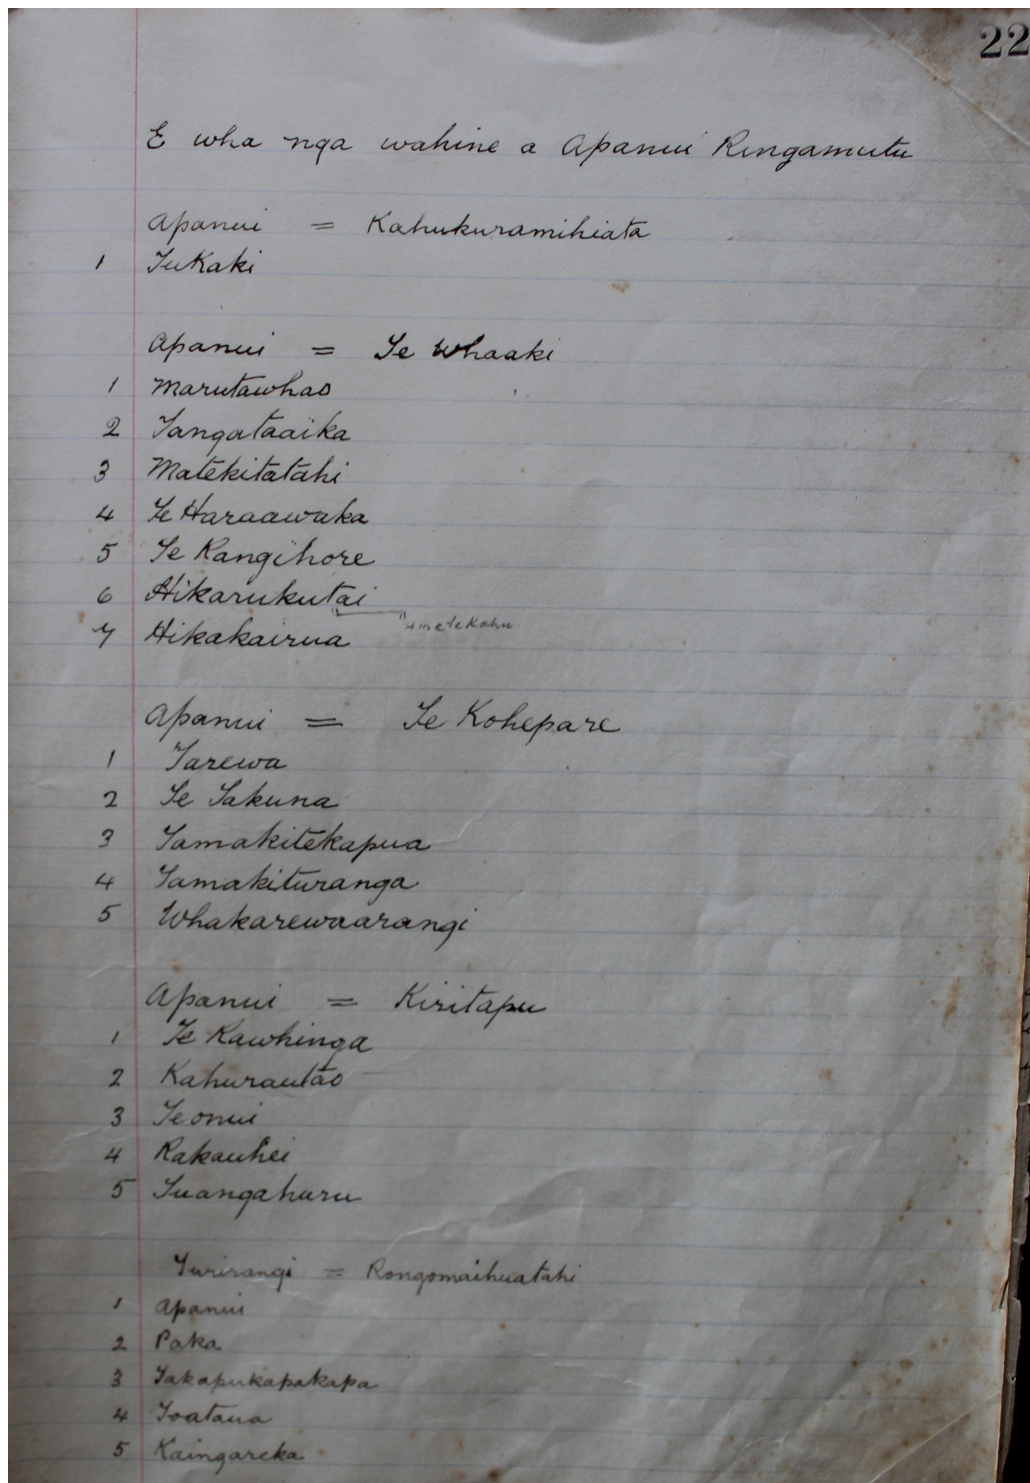 22
E wha nga wahine a Apanui Ringamutu
Apanui = Kahukuramihiata
1 Tukaki
Apanui = Te Whaaki
1 Marutawhao
2 Tangataaika
3 Matekitatahi
4 Te Haraawaka
5 Te Rangihore
6 Hikarukutai
7 Hikakairua
Apanui = Te Kohepare
1 Tarewa
2 Te Takuna
3 Tamakitekapua
4 Tamakituranga
5 Whakarewaarangi
Apanui = Kiritapu
1 Te Kawhinga
2 Kahurautao
3 Teonui
4 Rakauhei
5 Tuangahuru
Turirangi = Rongomaihuatahi
1 Apanui
2 Paka
3 Takapukapakapa
4 Toatana
5 Kaingareka